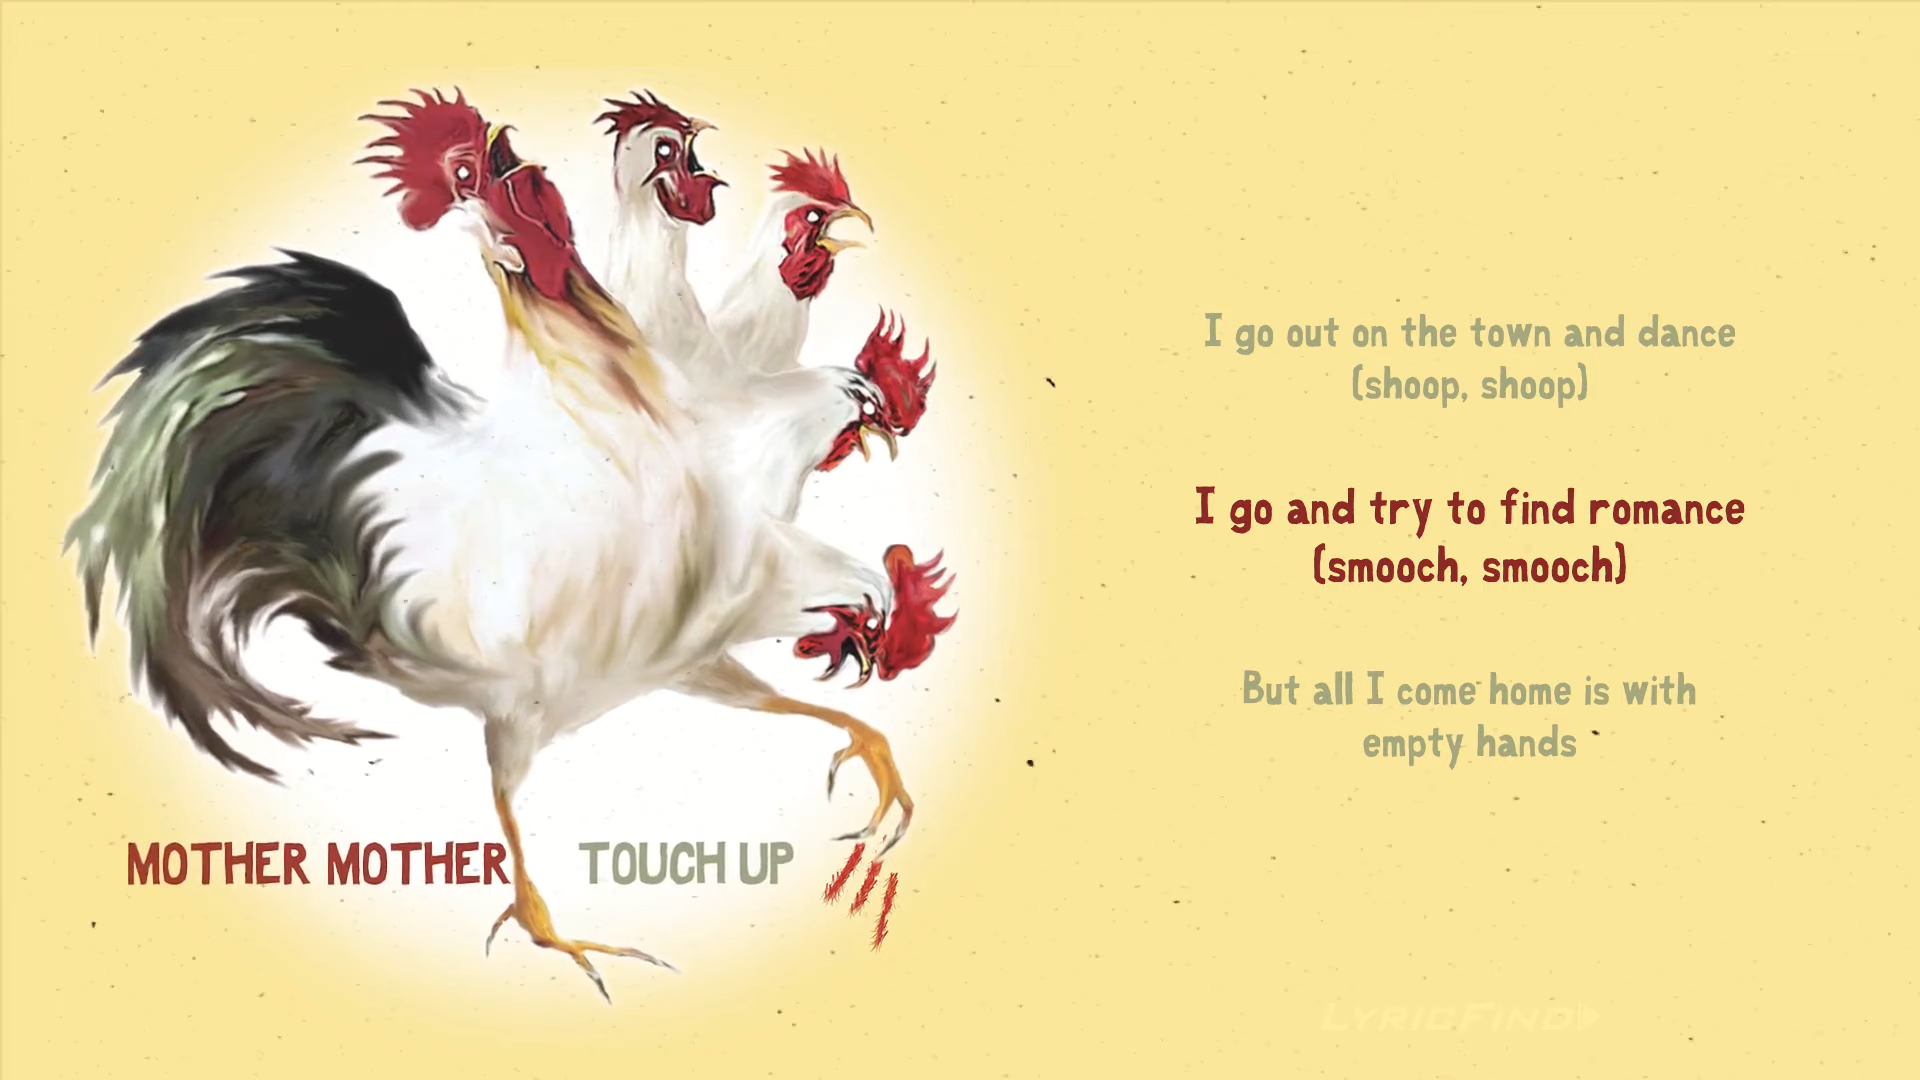 I go out on the town and dance
(shoop, shoop)
I go and try to find romance
(smooch, smooch)
But all I come home is with
empty hands
MOTHER MOTHER TOUCH UP
LYRICFIND